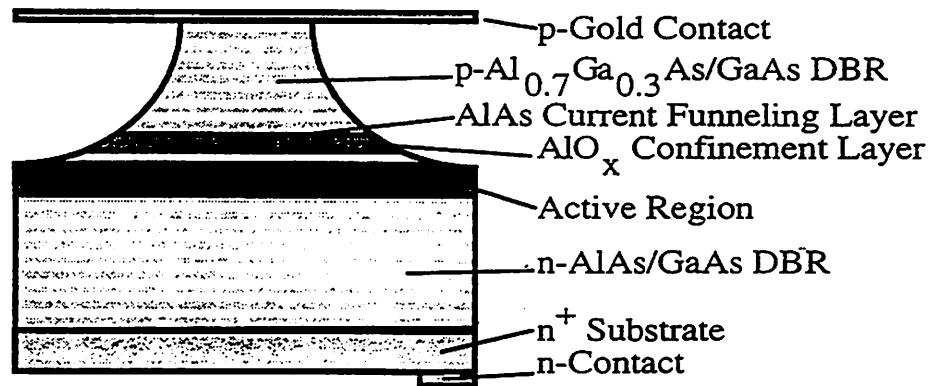 p-Gold Contact
p-Al0.7Ga0.3As/GaAs DBR
AlAs Current Funneling Layer
AlOx Confinement Layer
Active Region
n-AlAs/GaAs DBR
n+ Substrate
n-Contact